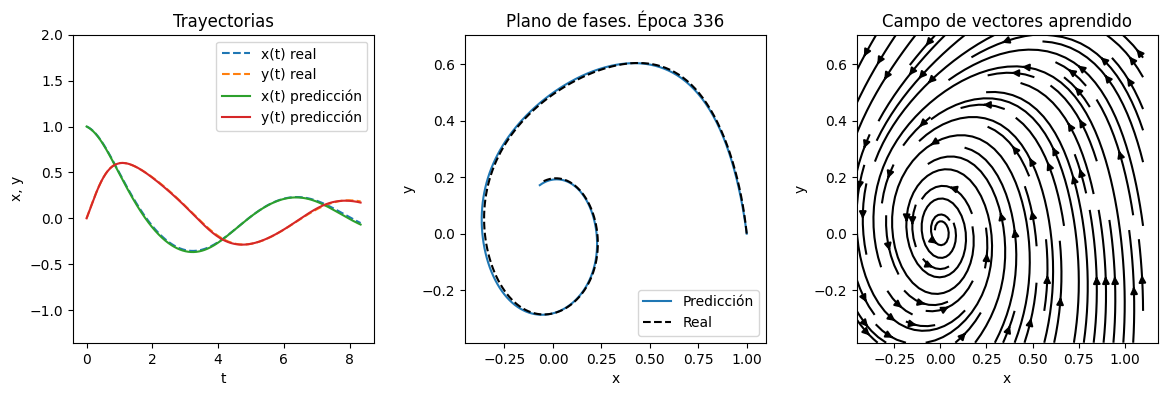 Trayectorias
x(t) real
y(t) real
x(t) predicción
y(t) predicción
2.0
1.5
1.0
0.5
0.0
−0.5
−1.0
x, y
0
2
4
6
8
t
Plano de fases. Época 336
0.6
0.4
0.2
0.0
−0.2
y
Predicción
Real
−0.25
0.00
0.25
0.50
0.75
1.00
x
Campo de vectores aprendido
0.6
0.4
0.2
0.0
−0.2
y
−0.25
0.00
0.25
0.50
0.75
1.00
x